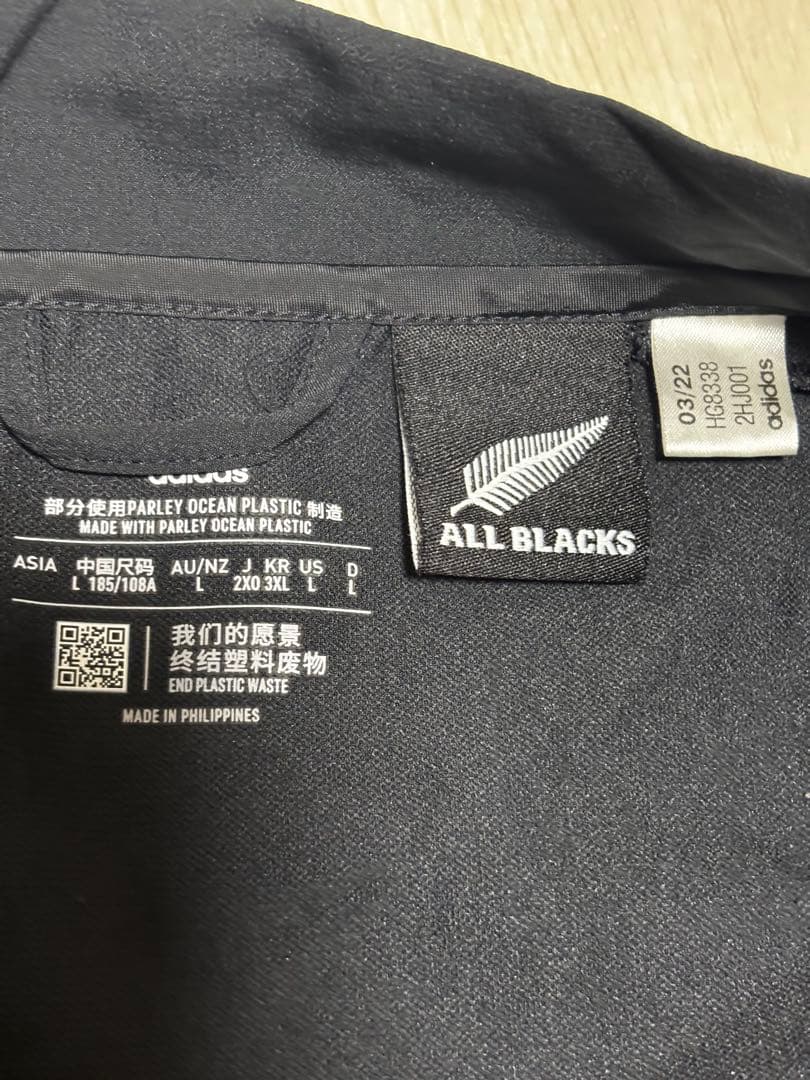 adidas
部分使用PARLEY OCEAN PLASTIC 制造
MADE WITH PARLEY OCEAN PLASTIC
ASIA 中国尺码 AU/NZ J KR US D
L 185/108A L 2XO 3XL L L
我们的愿景
终结塑料废物
END PLASTIC WASTE
MADE IN PHILIPPINES
ALL BLACKS
03/22
HG8338
2HJ001
adidas